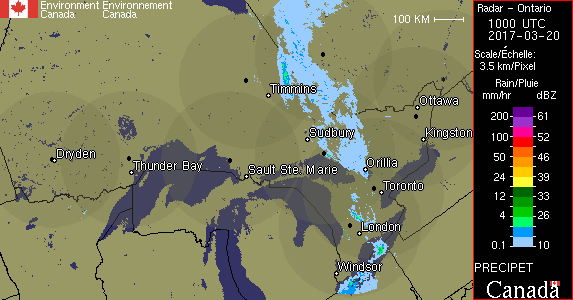 Environment Environnement
Canada Canada
100 KM
Timmins
Ottawa
Sudbury
Kingston
Dryden
Thunder Bay
Sault Ste. Marie
Orillia
Toronto
London
Windsor
Radar - Ontario
1000 UTC
2017-03-20
Scale/Échelle:
3.5 km/Pixel
Rain/Pluie
mm/hr dBZ
200 61
100 52
50 46
24 39
12 33
4 26
0.1 10
PRECIPET
Canada